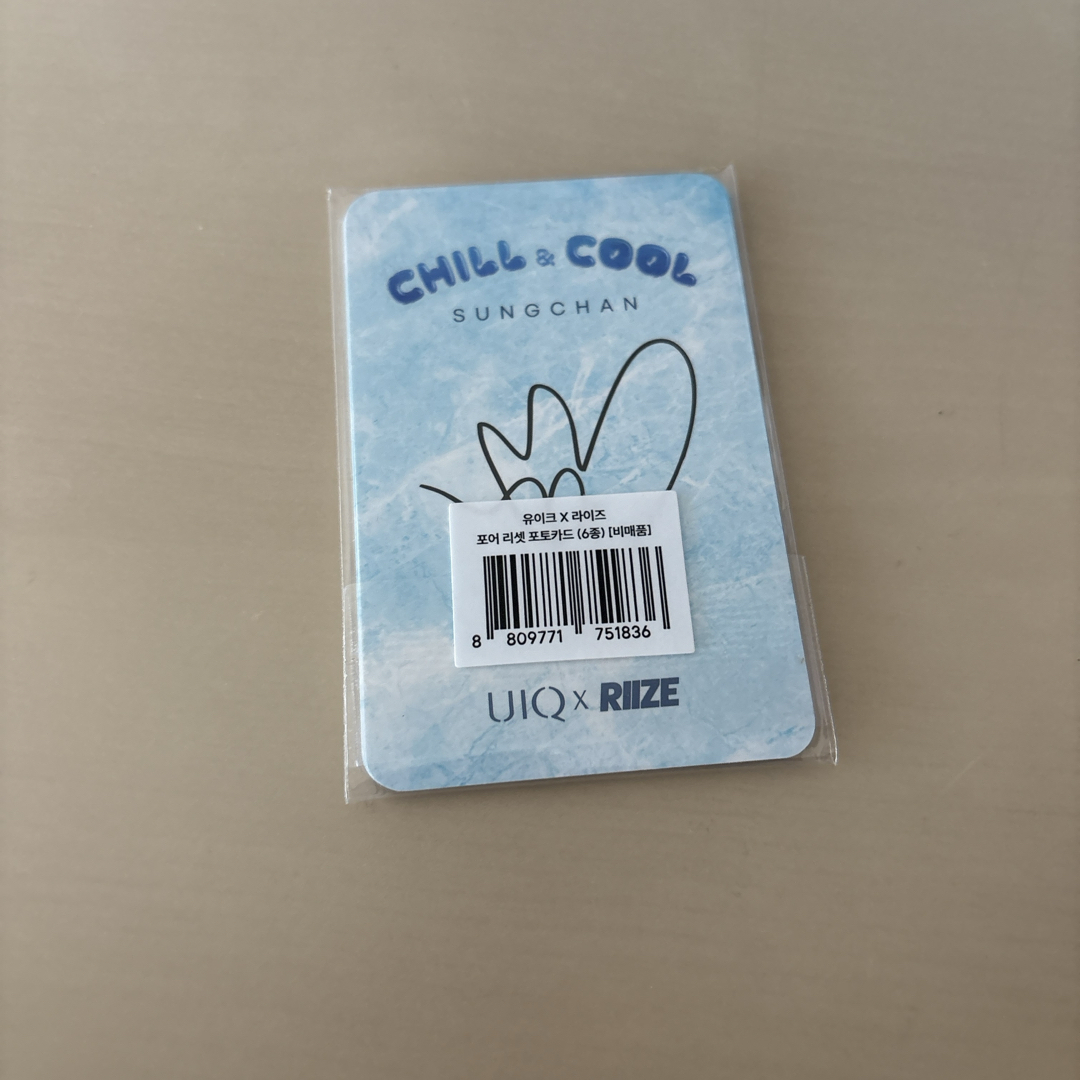 CHILL & COOL
SUNGCHAN
유이크 X 라이즈
포어 리셋 포토카드 (6종) [비매품]
8 809771 751836
UIQ X RIIZE